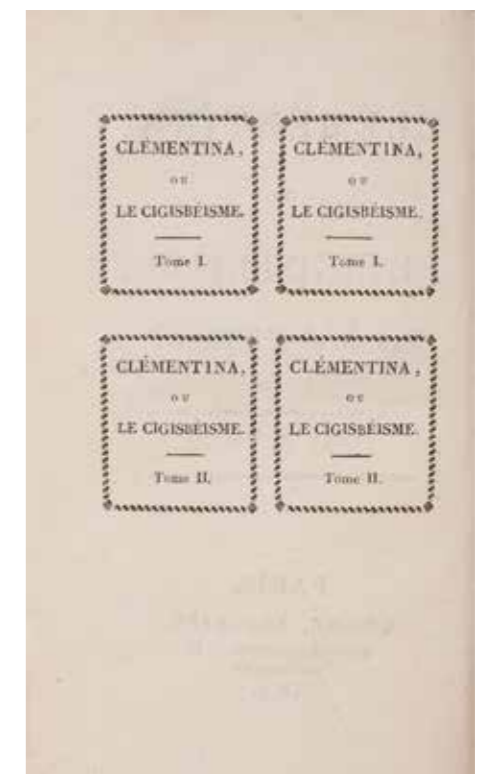 CLÉMENTINA,
OU
LE CIGISBÉISME.
Tome I.
CLÉMENTINA,
OU
LE CIGISBÉISME.
Tome I.
CLÉMENTINA,
OU
LE CIGISBÉISME.
Tome II.
CLÉMENTINA,
OU
LE CIGISBÉISME.
Tome II.
PARIS,